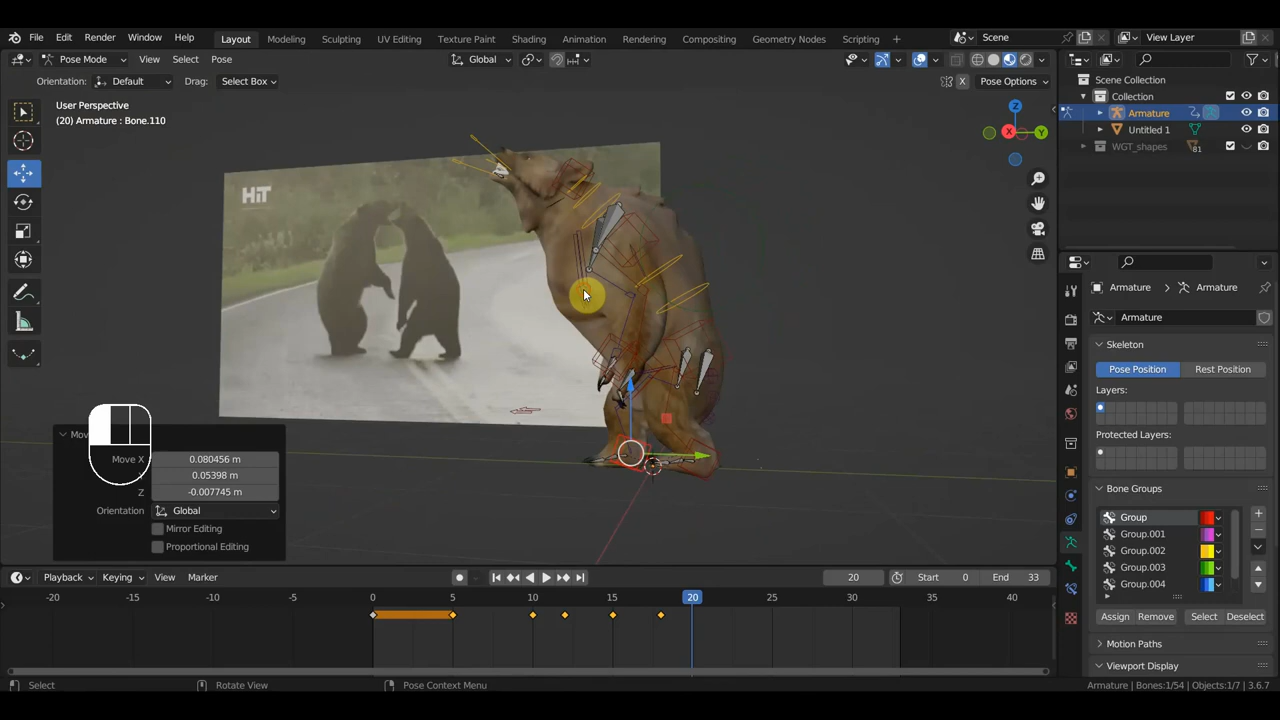 File Edit Render Window Help Layout Modeling Sculpting UV Editing Texture Paint Shading Animation Rendering Compositing Geometry Nodes Scripting + Scene View Layer
Pose Mode View Select Pose Global Pose Options
Orientation: Default Drag: Select Box X
Scene Collection
Collection
Armature
Untitled 1
WGT_shapes 81
User Perspective
(20) Armature : Bone.110
Z
Y
X
HiT
Armature Armature
Armature
Skeleton
Pose Position Rest Position
Layers:
Protected Layers:
Bone Groups
Group
Group.001
Group.002
Group.003
Group.004
Assign Remove Select Deselect
Motion Paths
Viewport Display
Mov
Move X 0.080456 m
0.05398 m
Z -0.007745 m
Orientation Global
Mirror Editing
Proportional Editing
Playback Keying View Marker 20 Start 0 End 33
-20 -15 -10 -5 0 5 10 15 20 25 30 35 40
Select Rotate View Pose Context Menu Armature | Bones:1/54 | Objects:1/7 | 3.6.7